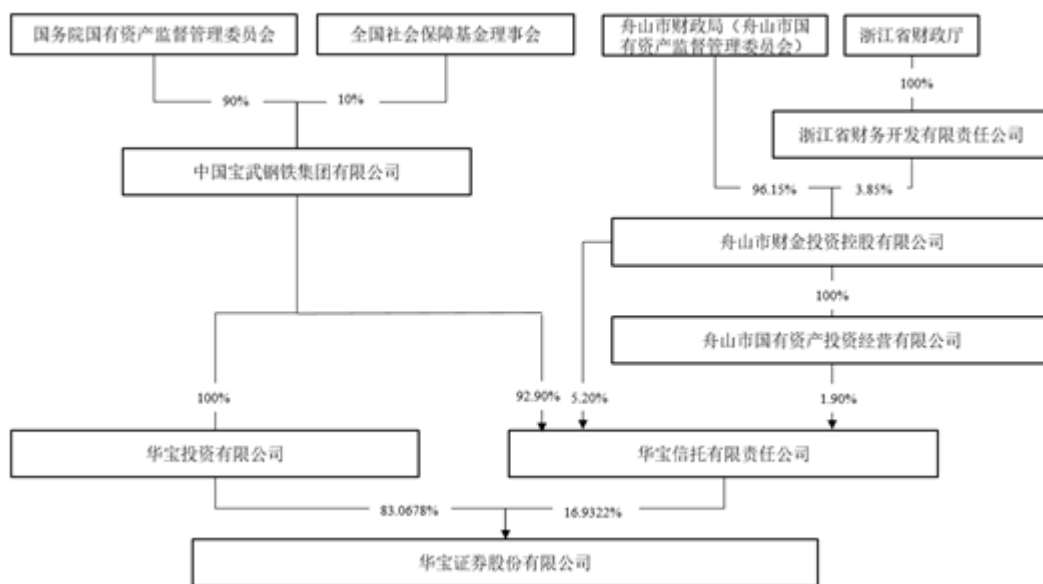 国务院国有资产监督管理委员会
全国社会保障基金理事会
舟山市财政局（舟山市国
有资产监督管理委员会）
浙江省财政厅
90%
10%
100%
中国宝武钢铁集团有限公司
浙江省财务开发有限责任公司
96.15%
3.85%
舟山市财金投资控股有限公司
100%
舟山市国有资产投资经营有限公司
100%
92.90%
5.20%
1.90%
华宝投资有限公司
华宝信托有限责任公司
83.0678%
16.9322%
华宝证券股份有限公司